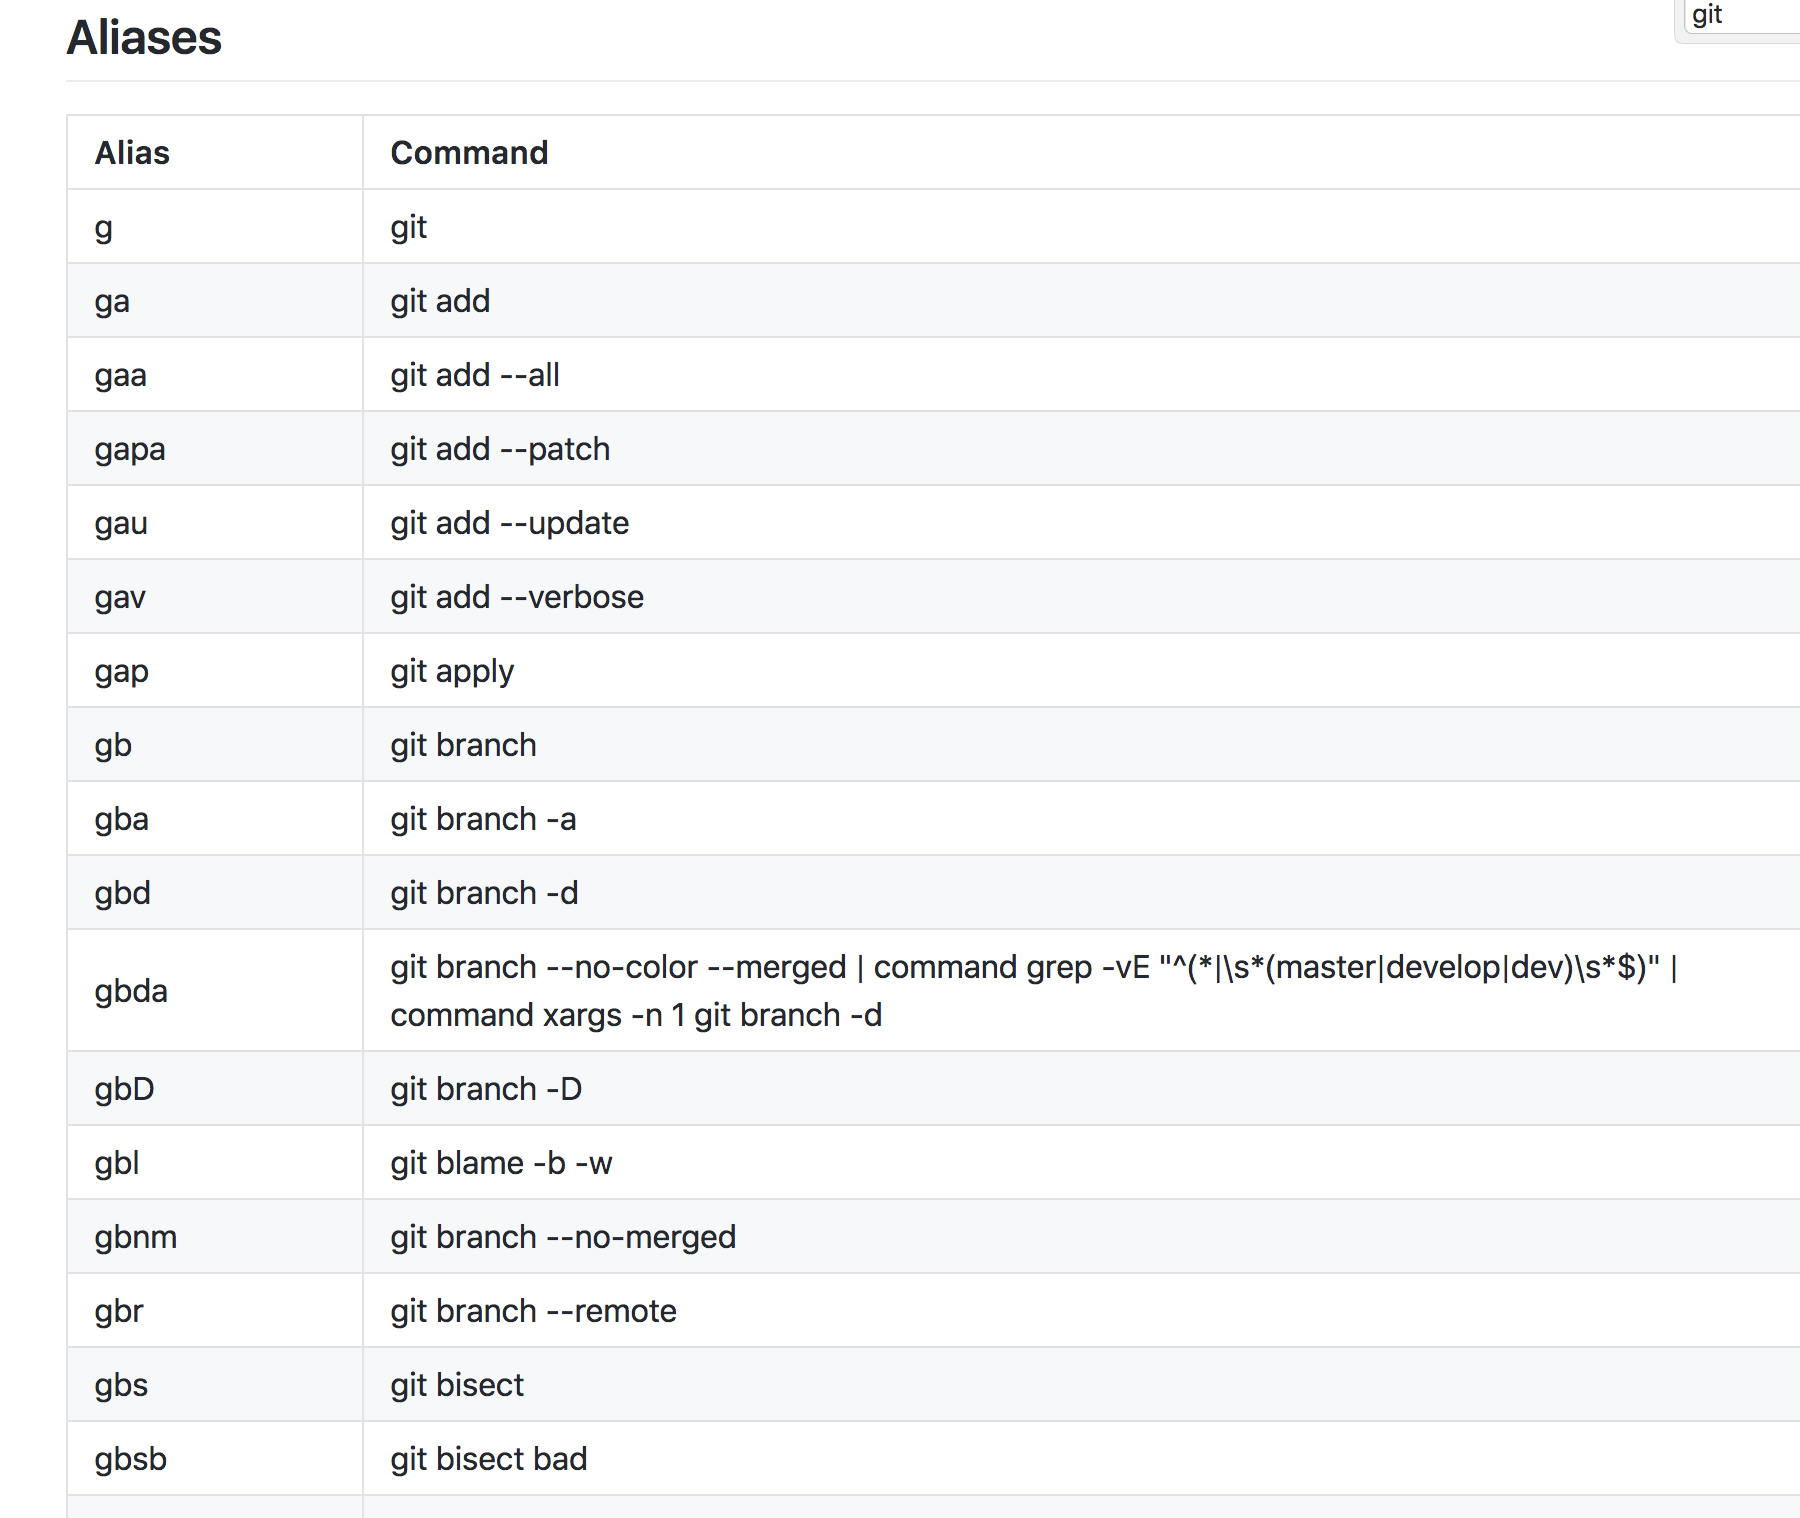 Aliases
git
Alias Command
g git
ga git add
gaa git add --all
gapa git add --patch
gau git add --update
gav git add --verbose
gap git apply
gb git branch
gba git branch -a
gbd git branch -d
gbda git branch --no-color --merged | command grep -vE "^(*|\s*(master|develop|dev)\s*$)" |
command xargs -n 1 git branch -d
gbD git branch -D
gbl git blame -b -w
gbnm git branch --no-merged
gbr git branch --remote
gbs git bisect
gbsb git bisect bad